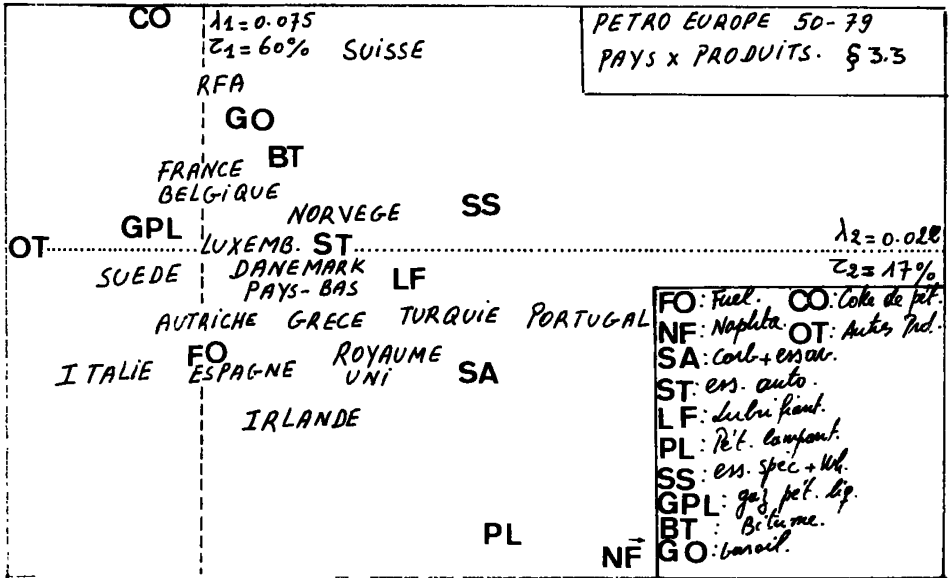 CO λ1=0.075
τ1=60% SUISSE
PETRO EUROPE 50-79
PAYS x PRODUITS. § 3.3
RFA
GO
BT
FRANCE
BELGIQUE
NORVEGE SS
GPL
OT LUXEMB. ST λ2=0.022
τ2=17%
SUEDE DANEMARK
PAYS-BAS LF
AUTRICHE GRECE TURQUIE PORTUGAL
FO ROYAUME
ITALIE ESPAGNE UNI SA
IRLANDE
PL
NF
FO: Fuel. CO: Coke de pét.
NF: Naphta. OT: Autres Prod.
SA: carb+essav.
ST: ess. auto.
LF: Lubrifiant.
PL: Pét. lampant.
SS: ess. spec + Wh.
GPL: gaz pét. liq.
BT: Bitume.
GO: Gasoil.